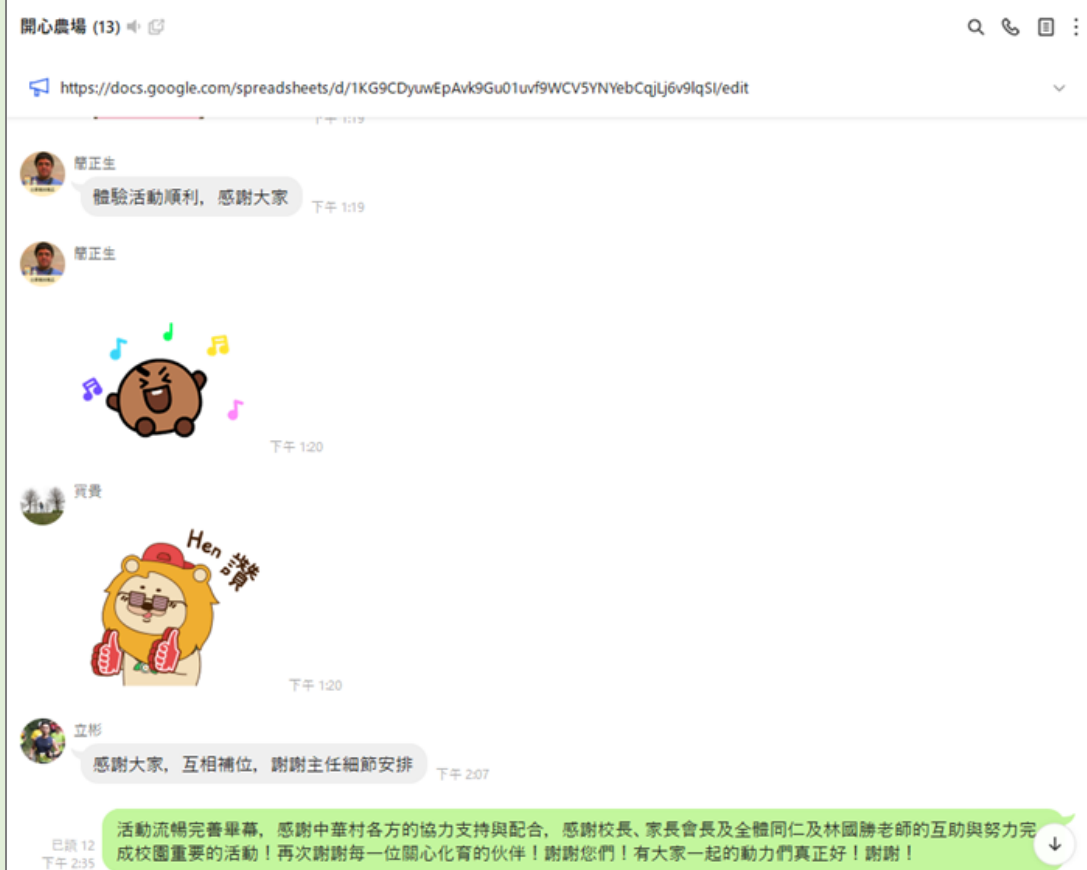 開心農場 (13)
https://docs.google.com/spreadsheets/d/1KG9CDyuwEpAvk9Gu01uvf9WCV5YNYebCqjLj6v9lqSI/edit
下午 1:19
簡正生
體驗活動順利，感謝大家
下午 1:19
簡正生
下午 1:20
寶貴
Hen 讚
下午 1:20
立彬
感謝大家，互相補位，謝謝主任細節安排
下午 2:07
活動流暢完善畢幕，感謝中華村各方的協力支持與配合，感謝校長、家長會長及全體同仁及林國勝老師的互助與努力完
成校園重要的活動！再次謝謝每一位關心化育的伙伴！謝謝您們！有大家一起的動力們真正好！謝謝！
已讀 12
下午 2:35